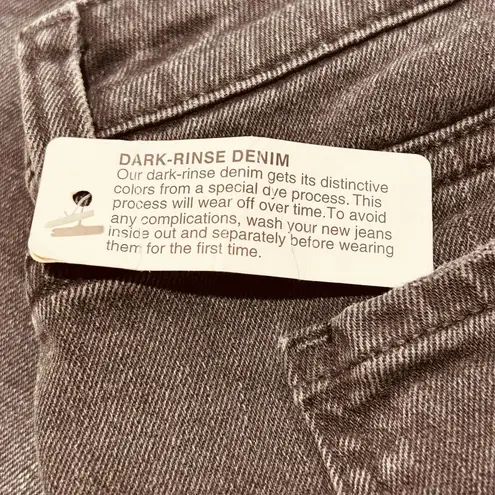 DARK-RINSE DENIM
Our dark-rinse denim gets its distinctive
colors from a special dye process. This
process will wear off over time. To avoid
any complications, wash your new jeans
inside out and separately before wearing
them for the first time.